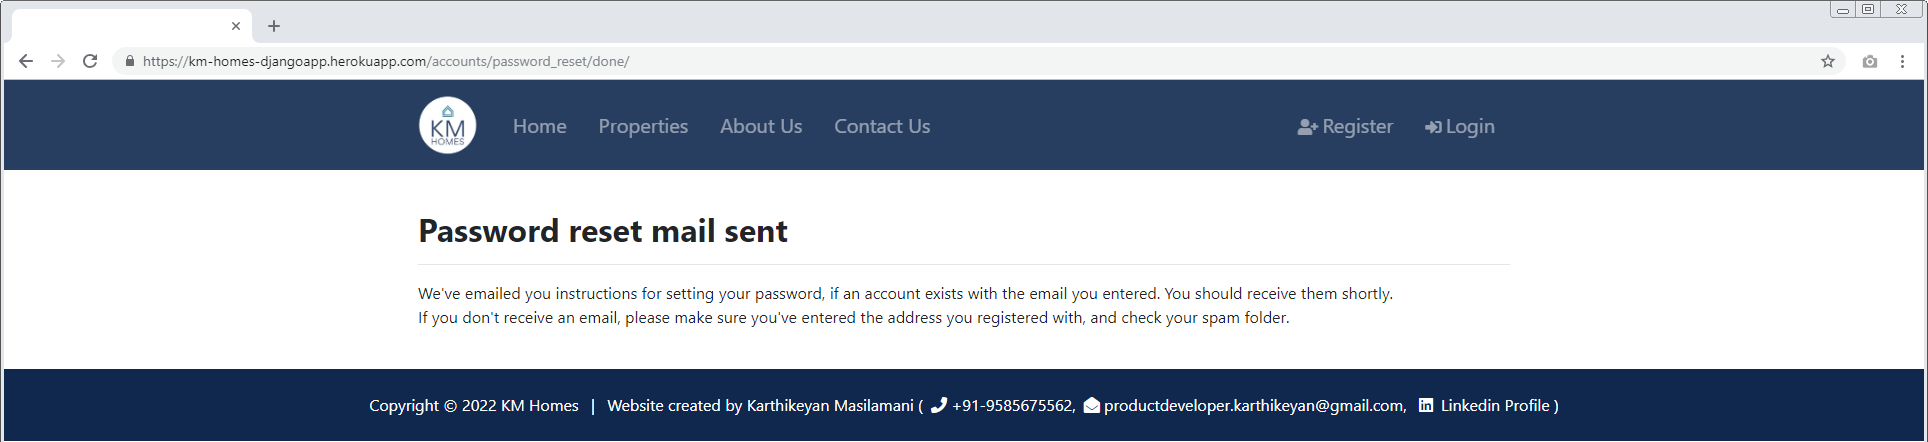 https://km-homes-djangoapp.herokuapp.com/accounts/password_reset/done/
KM
HOMES
Home Properties About Us Contact Us Register Login
Password reset mail sent
We've emailed you instructions for setting your password, if an account exists with the email you entered. You should receive them shortly.
If you don't receive an email, please make sure you've entered the address you registered with, and check your spam folder.
Copyright © 2022 KM Homes | Website created by Karthikeyan Masilamani ( +91-9585675562, productdeveloper.karthikeyan@gmail.com, in Linkedin Profile )